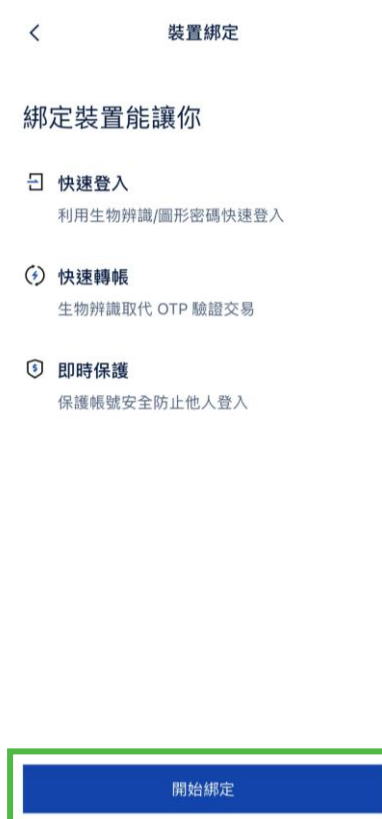 裝置綁定
綁定裝置能讓你
快速登入
利用生物辨識/圖形密碼快速登入
快速轉帳
生物辨識取代 OTP 驗證交易
即時保護
保護帳號安全防止他人登入
開始綁定